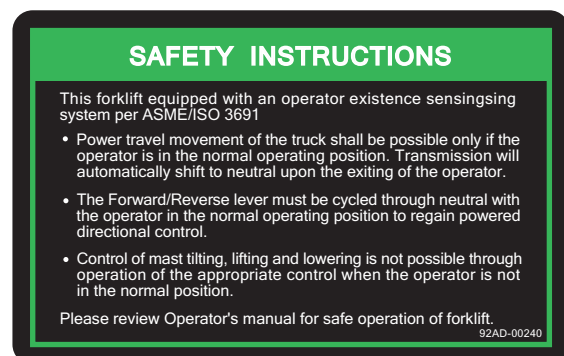 SAFETY INSTRUCTIONS
This forklift equipped with an operator existence sensingsing
system per ASME/ISO 3691
• Power travel movement of the truck shall be possible only if the
operator is in the normal operating position. Transmission will
automatically shift to neutral upon the exiting of the operator.
• The Forward/Reverse lever must be cycled through neutral with
the operator in the normal operating position to regain powered
directional control.
• Control of mast tilting, lifting and lowering is not possible through
operation of the appropriate control when the operator is not
in the normal position.
Please review Operator's manual for safe operation of forklift.
92AD-00240